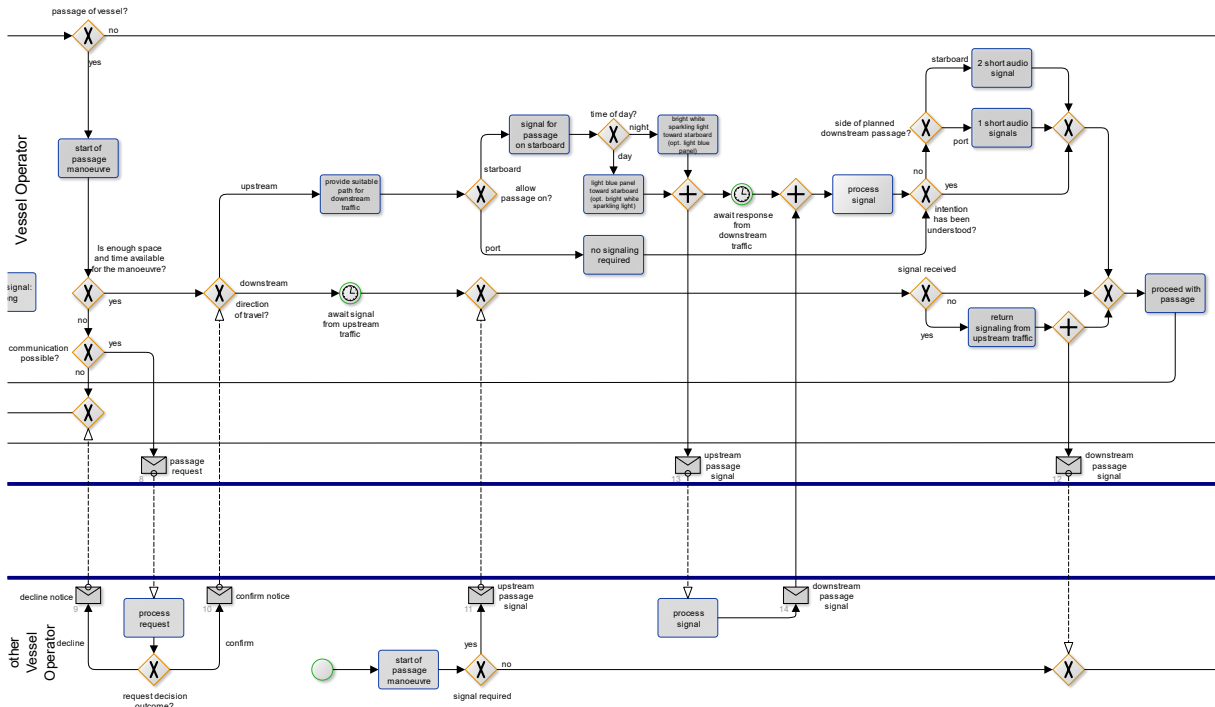 passage of vessel?
no
yes
Vessel Operator
start of
passage
manoeuvre
Is enough space
and time available
for the manoeuvre?
signal:
yes
no
communication
possible?
yes
no
passage
request
8
upstream
downstream
direction
of travel?
provide suitable
path for
downstream
traffic
await signal
from upstream
traffic
starboard
allow
passage on?
port
signal for
passage
on starboard
time of day?
night
day
bright white
sparkling light
toward starboard
(opt. light blue
panel)
light blue panel
toward starboard
(opt. bright white
sparkling light)
no signaling
required
await response
from
downstream
traffic
process
signal
no
yes
intention
has been
understood?
side of planned
downstream passage?
starboard
port
2 short audio
signal
1 short audio
signals
signal received
no
yes
return
signaling from
upstream traffic
proceed with
passage
upstream
passage
signal
13
downstream
passage
signal
12
other
Vessel
Operator
decline notice
9
process
request
decline
confirm
request decision
outcome?
confirm notice
10
start of
passage
manoeuvre
upstream
passage
signal
11
yes
no
signal required
process
signal
downstream
passage
signal
14